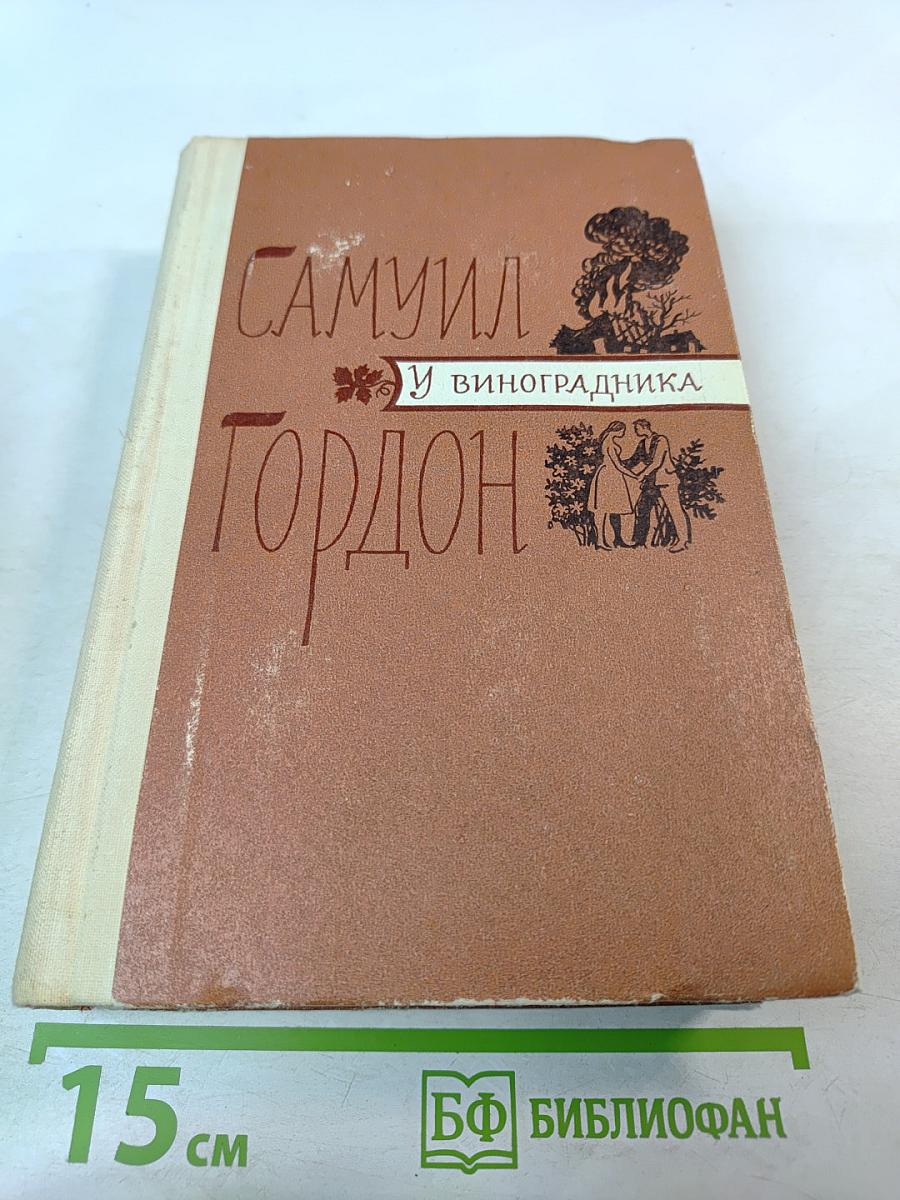 САМУИЛ
У ВИНОГРАДНИКА
ГОРДОН
15 см
БФ БИБЛИОФАН